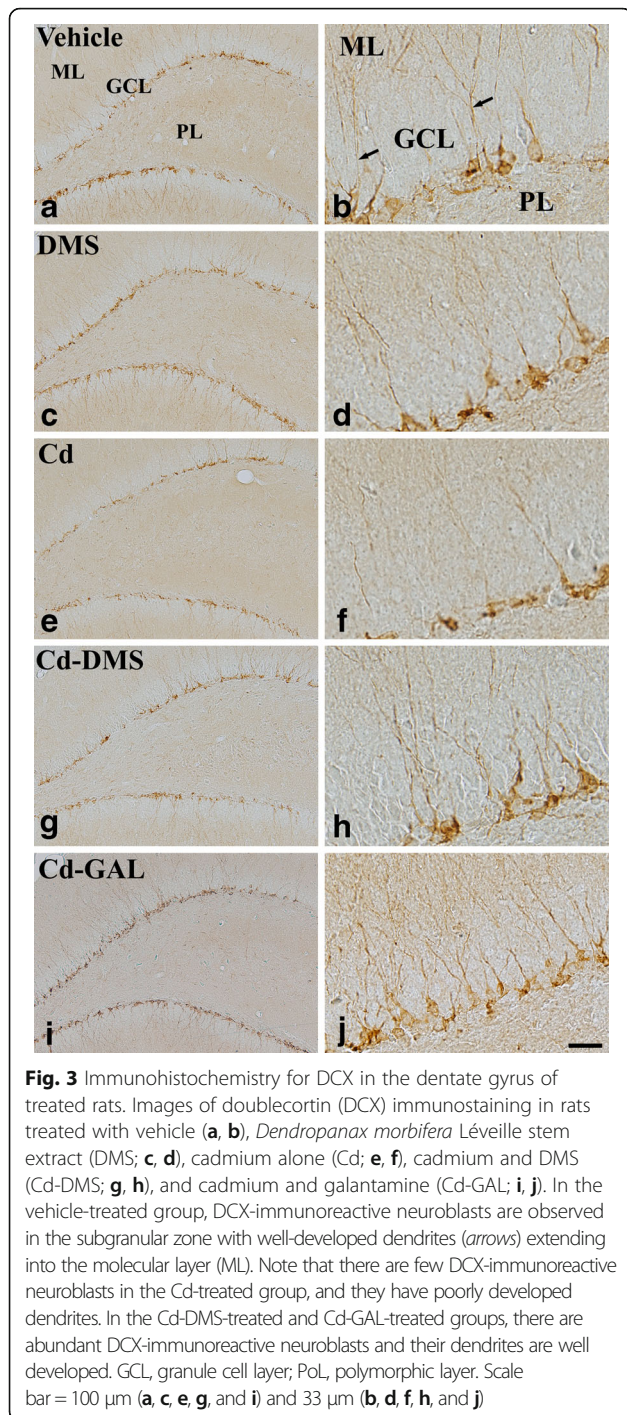 Vehicle
ML
GCL
PL
a
ML
GCL
PL
b
DMS
c
d
Cd
e
f
Cd-DMS
g
h
Cd-GAL
i
j
Fig. 3 Immunohistochemistry for DCX in the dentate gyrus of
treated rats. Images of doublecortin (DCX) immunostaining in rats
treated with vehicle (a, b), Dendropanax morbifera Léveille stem
extract (DMS; c, d), cadmium alone (Cd; e, f), cadmium and DMS
(Cd-DMS; g, h), and cadmium and galantamine (Cd-GAL; i, j). In the
vehicle-treated group, DCX-immunoreactive neuroblasts are observed
in the subgranular zone with well-developed dendrites (arrows) extending
into the molecular layer (ML). Note that there are few DCX-immunoreactive
neuroblasts in the Cd-treated group, and they have poorly developed
dendrites. In the Cd-DMS-treated and Cd-GAL-treated groups, there are
abundant DCX-immunoreactive neuroblasts and their dendrites are well
developed. GCL, granule cell layer; PoL, polymorphic layer. Scale
bar = 100 μm (a, c, e, g, and i) and 33 μm (b, d, f, h, and j)